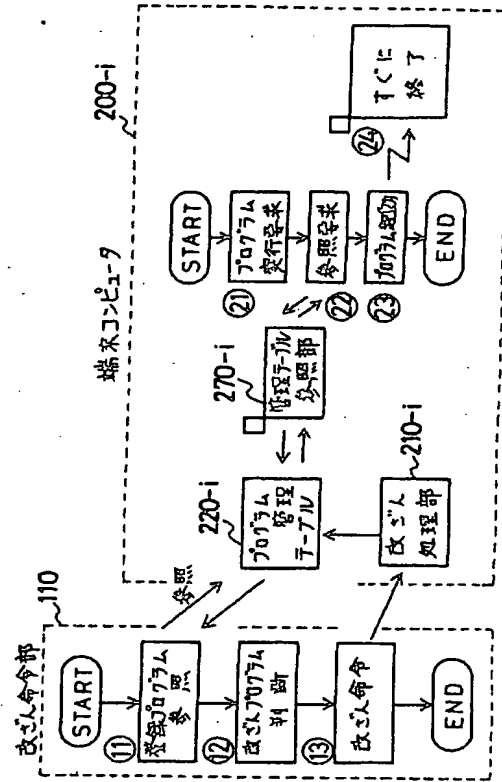 改ざん命令部
110
START
⑪
登録プログラム
参照
⑫
改ざんプログラム
判断
⑬
改ざん命令
END
参照
端末コンピュータ
200-i
220-i
プログラム
管理
テーブル
改ざん
処理部
210-i
270-i
管理テーブル
参照部
START
㉑
プログラム
実行要求
㉒
参照要求
㉓
プログラム起動
END
㉔
すぐに
終了